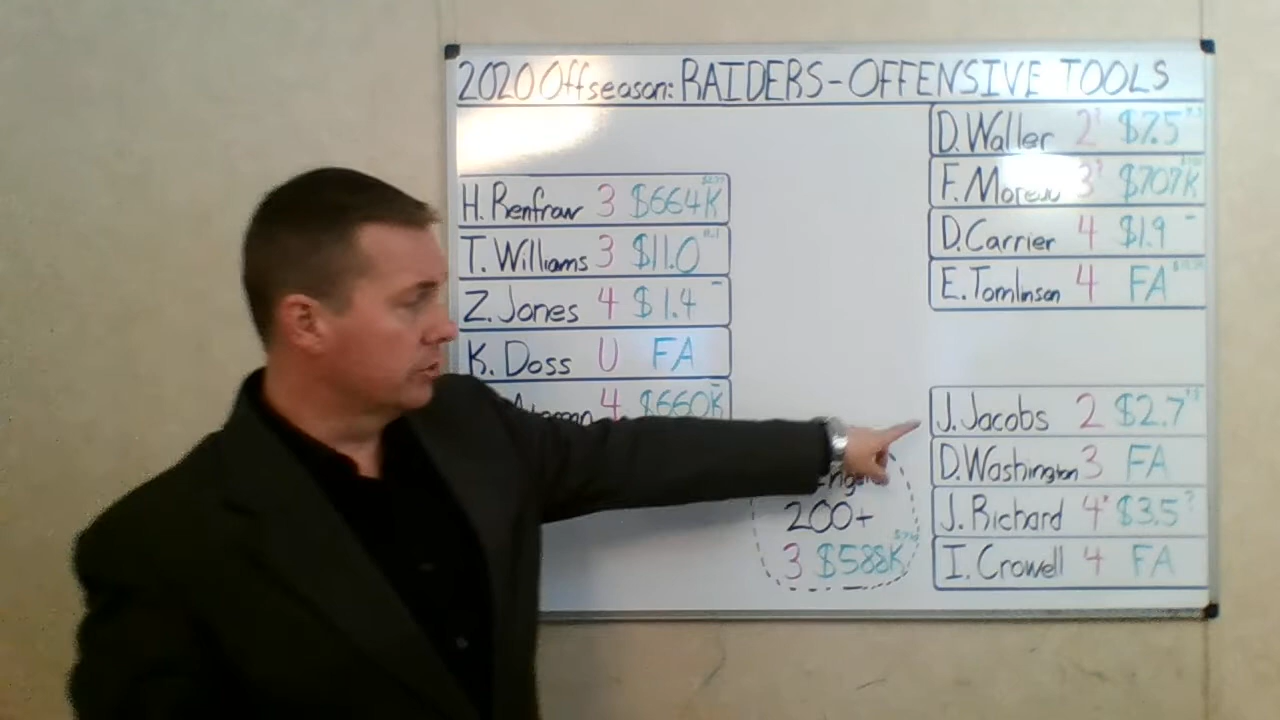 2020 Offseason: RAIDERS-OFFENSIVE TOOLS
H. Renfrow 3 $664K
T. Williams 3 $11.0
Z. Jones 4 $1.4
K. Doss U FA
4 $660K
200+
3 $588K
D. Waller 2 $7.5
F. Moreau 3 $707K
D. Carrier 4 $1.9
E. Tomlinson 4 FA
J. Jacobs 2 $2.7
D. Washington 3 FA
J. Richard 4 $3.5
I. Crowell 4 FA